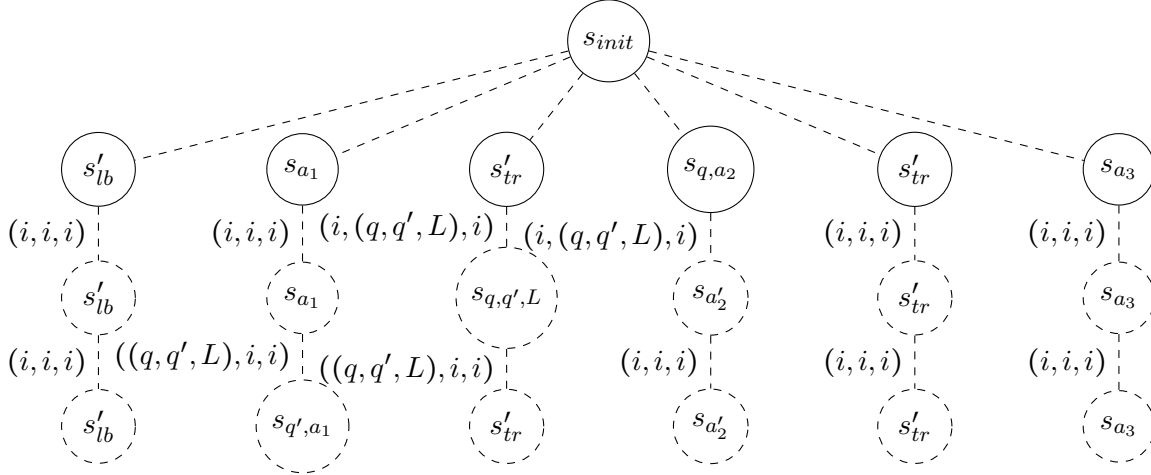 s_{init}
s'_{lb} s_{a_1} s'_{tr} s_{q,a_2} s'_{tr} s_{a_3}
(i, i, i) (i, i, i) (i, (q, q', L), i) (i, (q, q', L), i) (i, i, i) (i, i, i)
s'_{lb} s_{a_1} s_{q,q',L} s_{a'_2} s'_{tr} s_{a_3}
(i, i, i) ((q, q', L), i, i) ((q, q', L), i, i) (i, i, i) (i, i, i) (i, i, i)
s'_{lb} s_{q',a_1} s'_{tr} s_{a'_2} s'_{tr} s_{a_3}